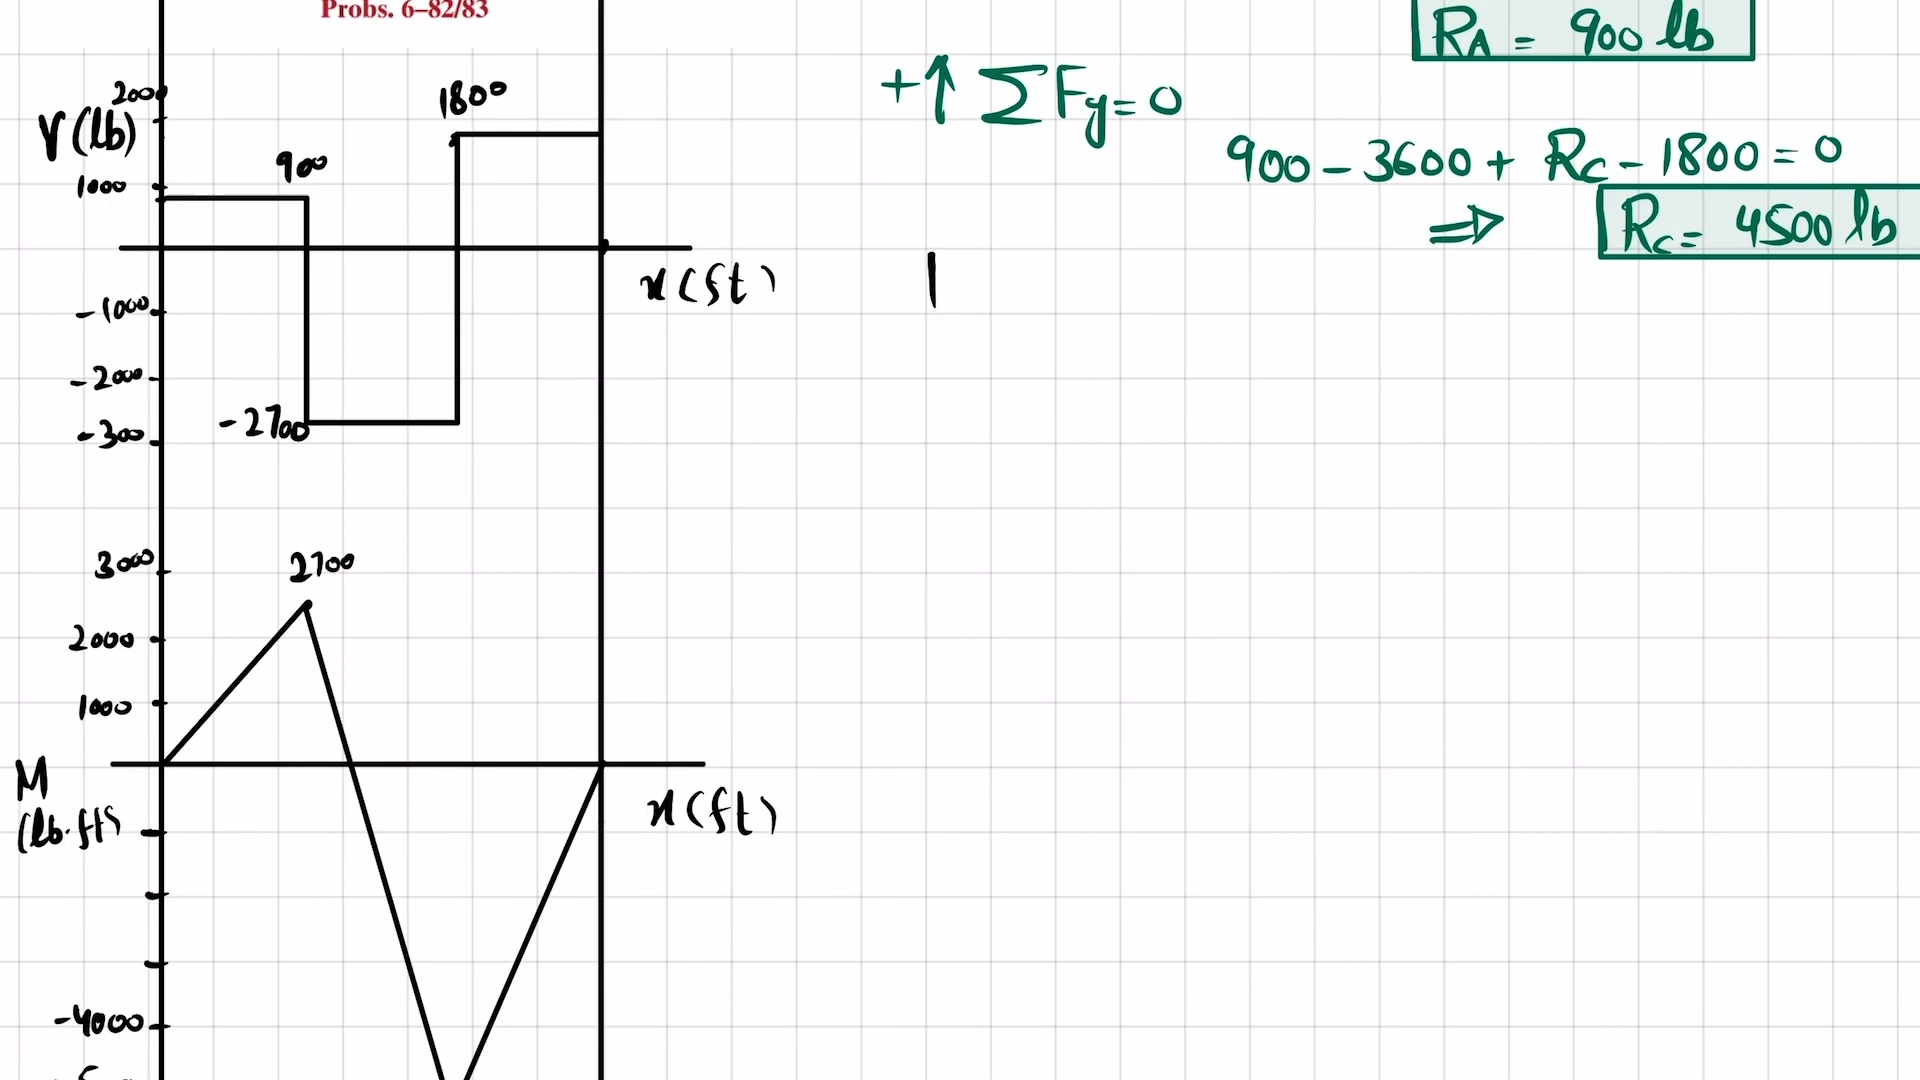 Probs. 6–82/83
RA = 900 lb
+↑ ΣFy = 0
900 - 3600 + Rc - 1800 = 0
⇒ Rc = 4500 lb
2000
V (lb)
1800
900
1000
x (ft)
-1000
-2000
-2700
-300
3000
2700
2000
1000
M
(lb.ft)
x (ft)
-4000